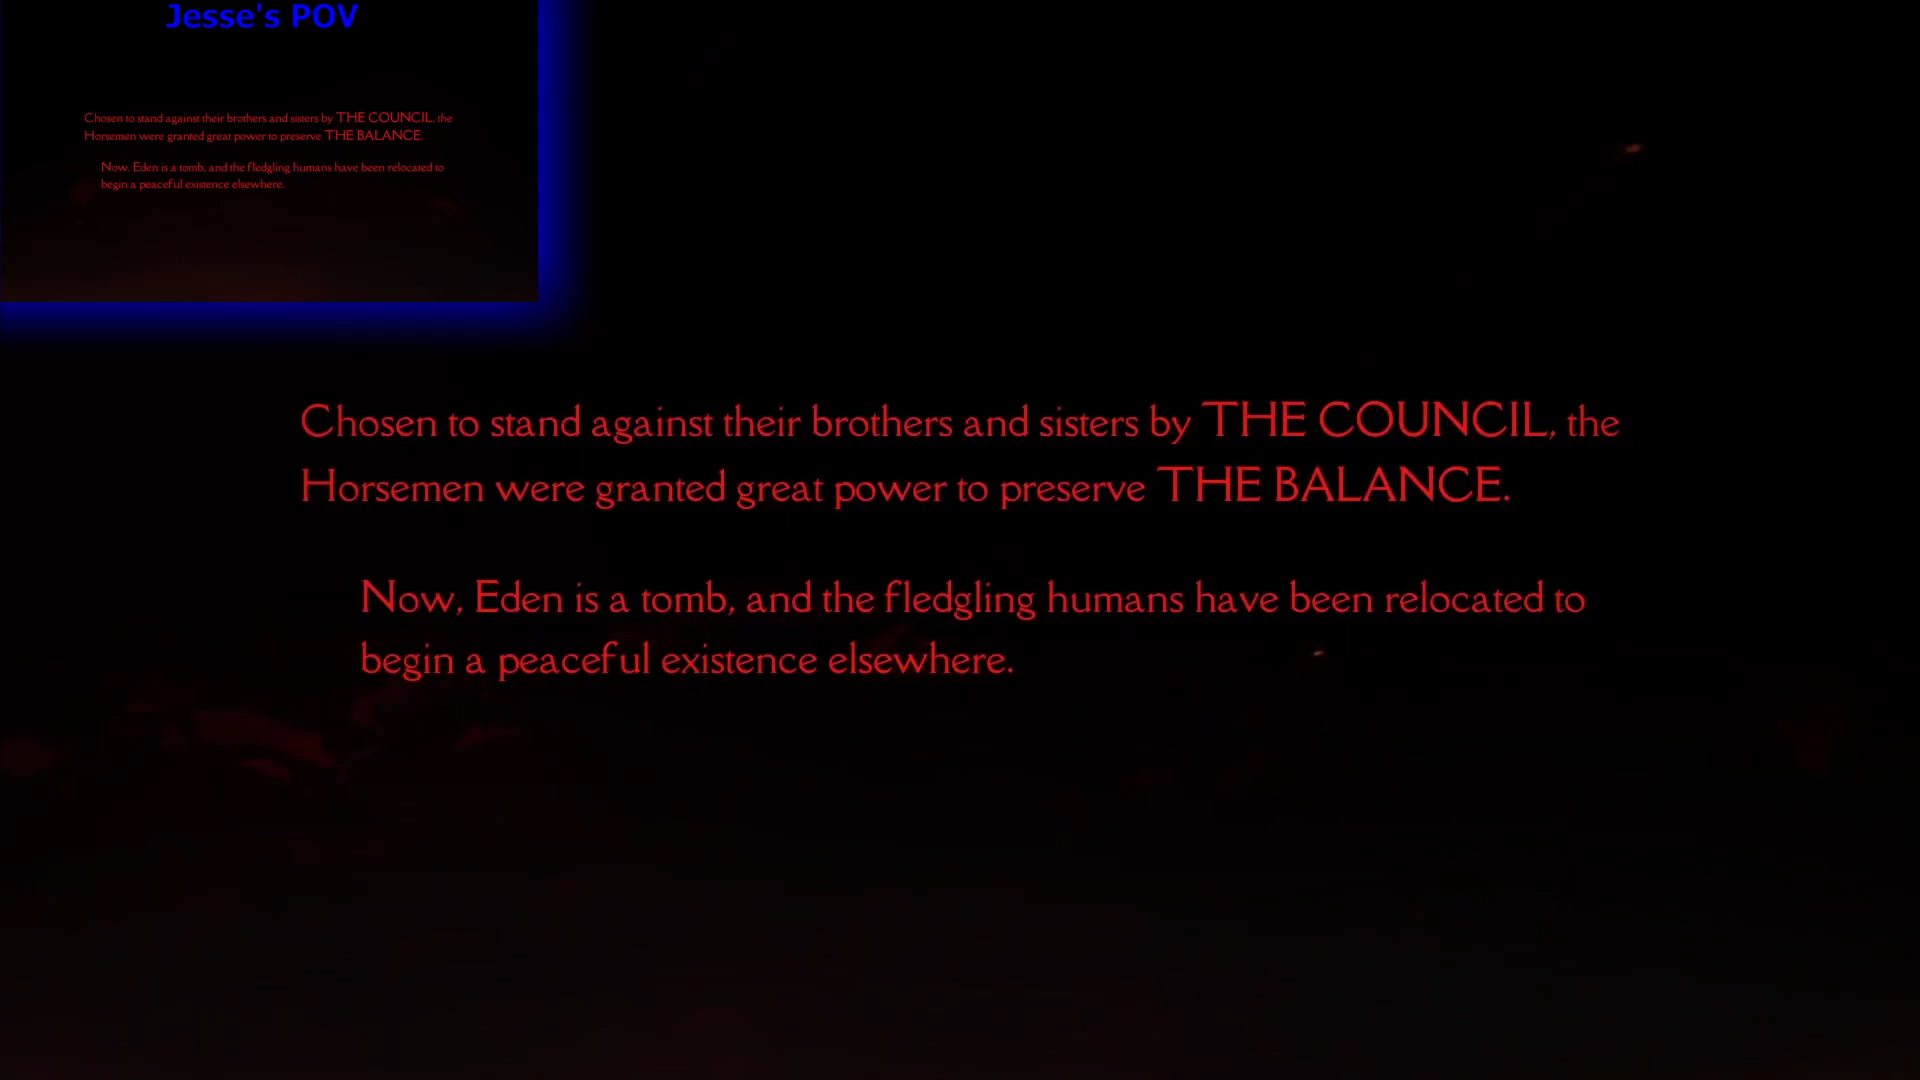 Jesse's POV
Chosen to stand against their brothers and sisters by THE COUNCIL, the
Horsemen were granted great power to preserve THE BALANCE.
Now, Eden is a tomb, and the fledgling humans have been relocated to
begin a peaceful existence elsewhere.
Chosen to stand against their brothers and sisters by THE COUNCIL, the
Horsemen were granted great power to preserve THE BALANCE.
Now, Eden is a tomb, and the fledgling humans have been relocated to
begin a peaceful existence elsewhere.